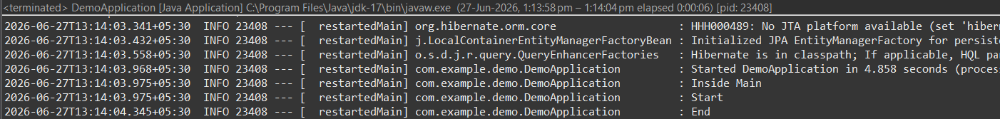 <terminated> DemoApplication [Java Application] C:\Program Files\Java\jdk-17\bin\javaw.exe (27-Jun-2026, 1:13:58 pm – 1:14:04 pm elapsed 0:00:06) [pid: 23408]
2026-06-27T13:14:03.341+05:30  INFO 23408 --- [  restartedMain] org.hibernate.orm.core                   : HHH000489: No JTA platform available (set 'hiber
2026-06-27T13:14:03.432+05:30  INFO 23408 --- [  restartedMain] j.LocalContainerEntityManagerFactoryBean : Initialized JPA EntityManagerFactory for persist
2026-06-27T13:14:03.558+05:30  INFO 23408 --- [  restartedMain] o.s.d.j.r.query.QueryEnhancerFactories   : Hibernate is in classpath; If applicable, HQL pa
2026-06-27T13:14:03.968+05:30  INFO 23408 --- [  restartedMain] com.example.demo.DemoApplication         : Started DemoApplication in 4.858 seconds (proces
2026-06-27T13:14:03.975+05:30  INFO 23408 --- [  restartedMain] com.example.demo.DemoApplication         : Inside Main
2026-06-27T13:14:03.975+05:30  INFO 23408 --- [  restartedMain] com.example.demo.DemoApplication         : Start
2026-06-27T13:14:04.345+05:30  INFO 23408 --- [  restartedMain] com.example.demo.DemoApplication         : End